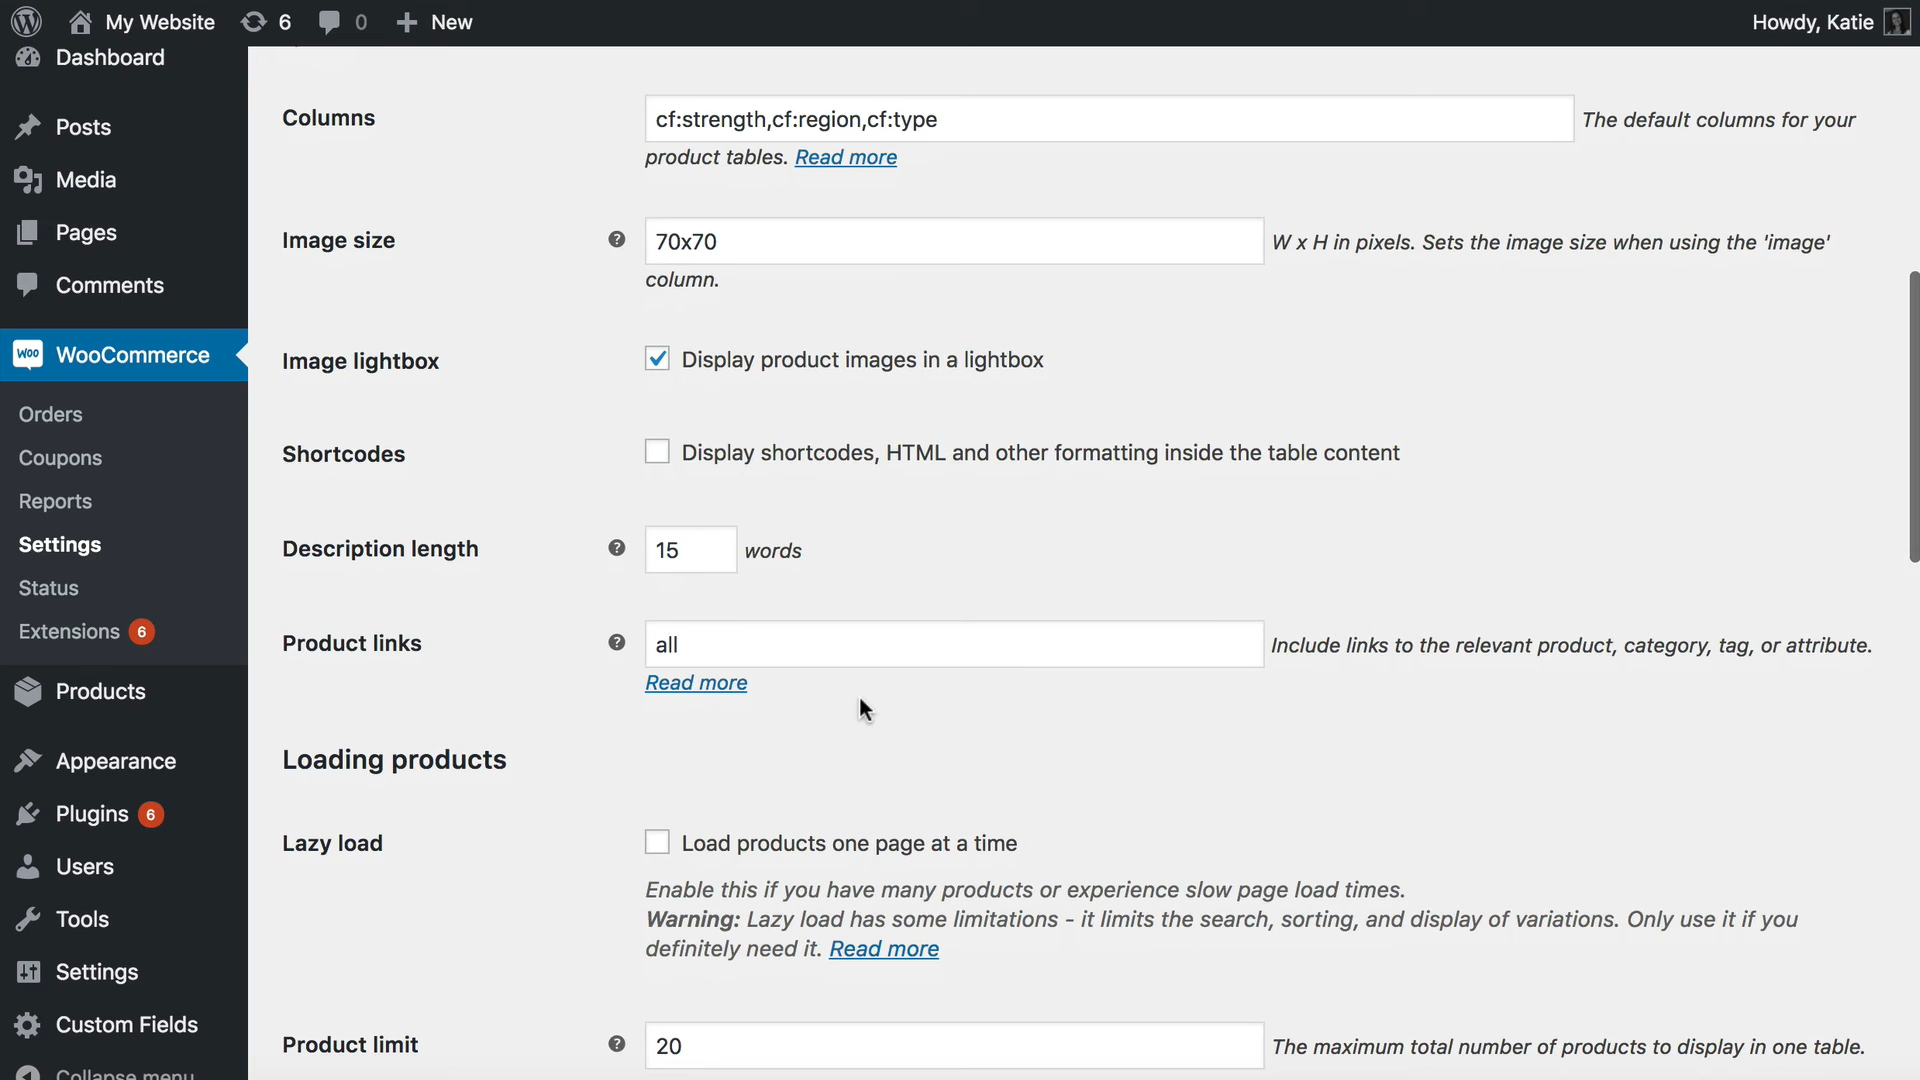 My Website 6 0 New Howdy, Katie
Dashboard
Posts
Media
Pages
Comments
WOO WooCommerce
Orders
Coupons
Reports
Settings
Status
Extensions 6
Products
Appearance
Plugins 6
Users
Tools
Settings
Custom Fields
Collapse menu
Columns
cf:strength,cf:region,cf:type The default columns for your
product tables. Read more
Image size
70x70 W x H in pixels. Sets the image size when using the 'image'
column.
Image lightbox
Display product images in a lightbox
Shortcodes
Display shortcodes, HTML and other formatting inside the table content
Description length
15 words
Product links
all Include links to the relevant product, category, tag, or attribute.
Read more
Loading products
Lazy load
Load products one page at a time
Enable this if you have many products or experience slow page load times.
Warning: Lazy load has some limitations - it limits the search, sorting, and display of variations. Only use it if you
definitely need it. Read more
Product limit
20 The maximum total number of products to display in one table.